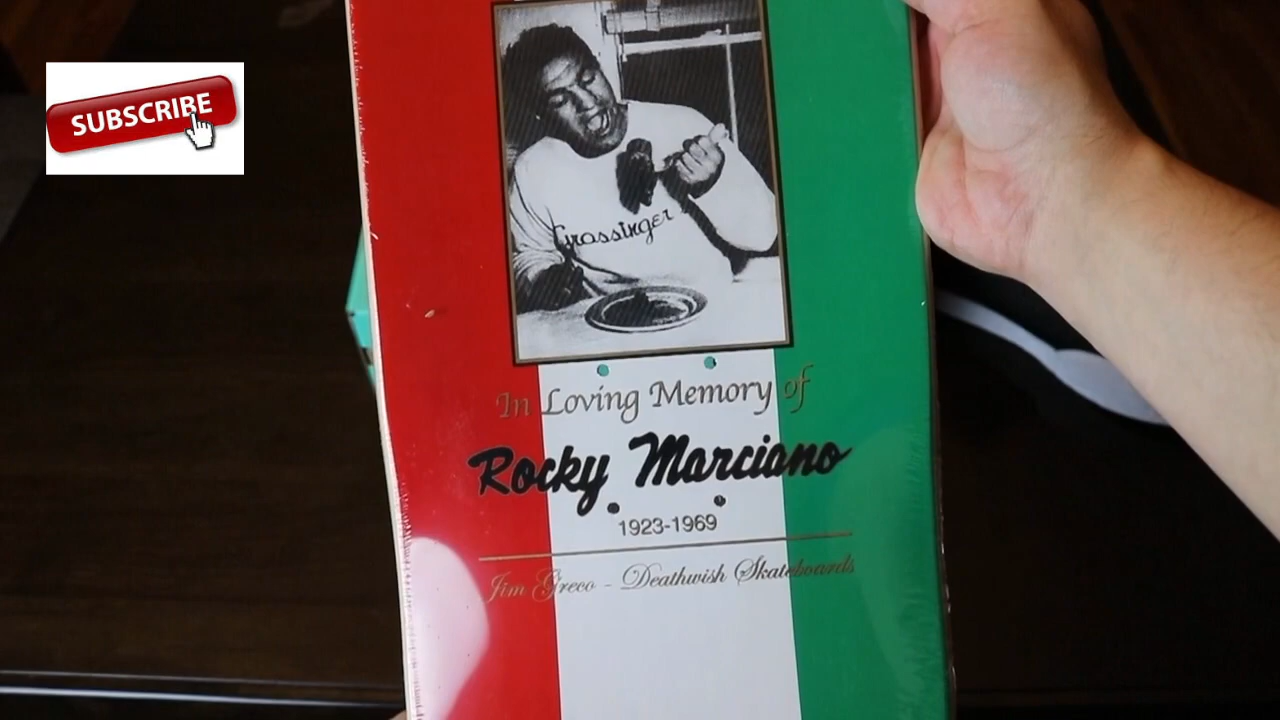 SUBSCRIBE
Grossinger
In Loving Memory of
Rocky Marciano
1923-1969
Jim Greco - Deathwish Skateboards